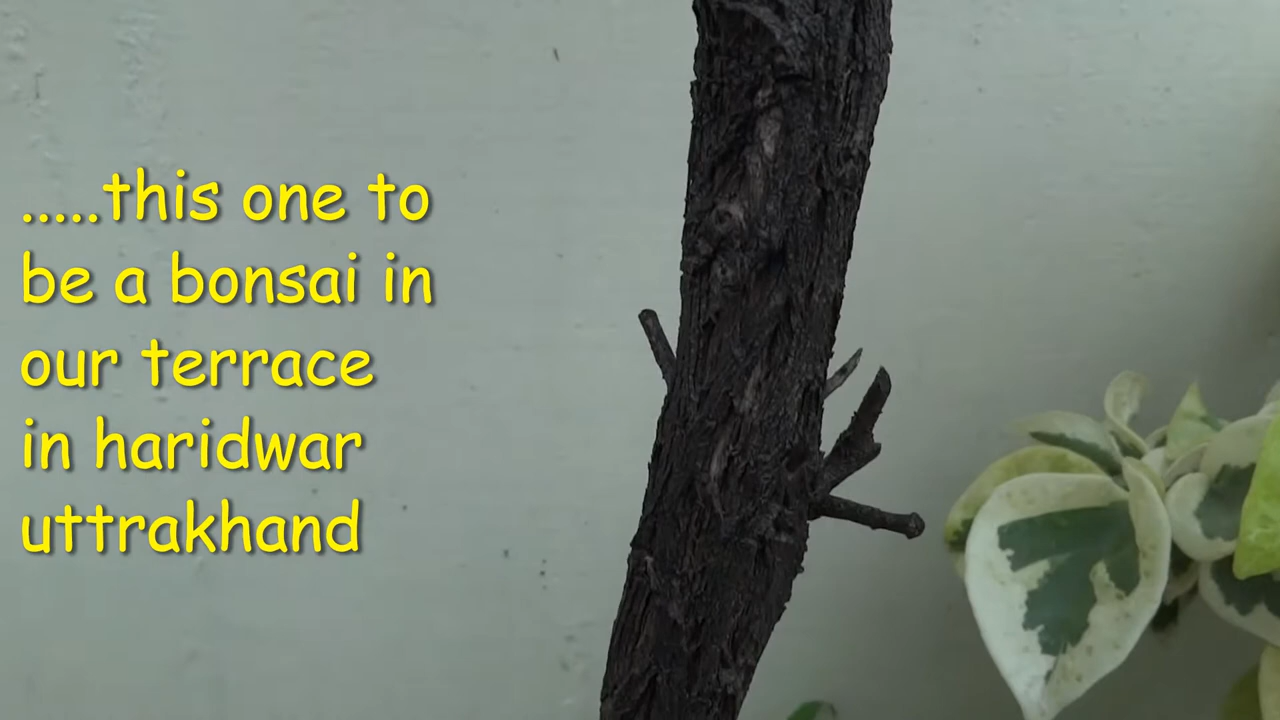 .....this one to
be a bonsai in
our terrace
in haridwar
uttrakhand